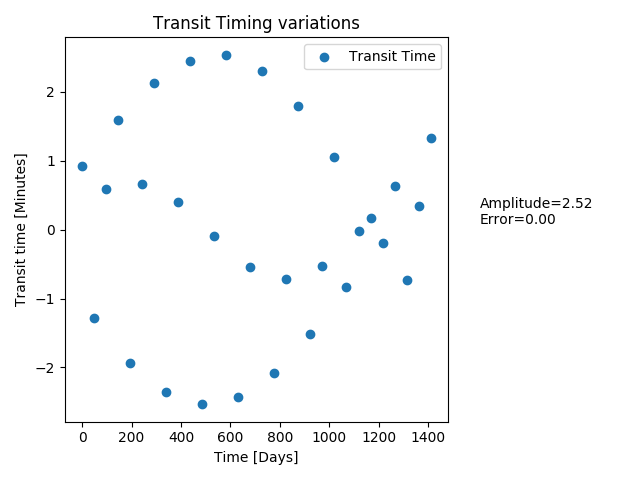 Transit Timing variations
Transit Time
Transit time [Minutes]
2
1
0
−1
−2
Amplitude=2.52
Error=0.00
0 200 400 600 800 1000 1200 1400
Time [Days]